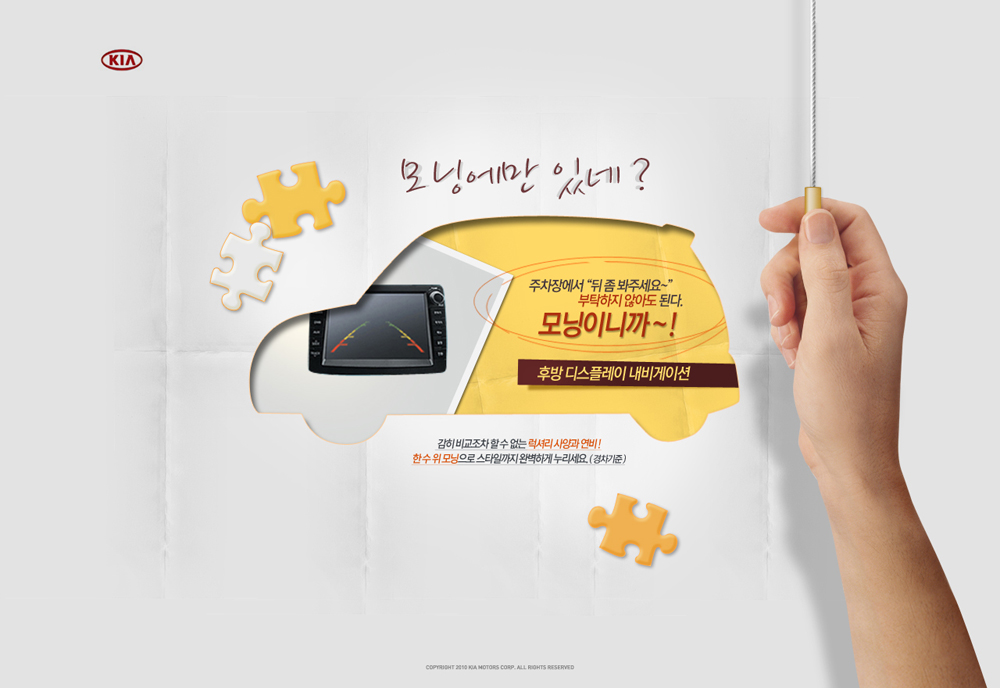 KIA
모닝에만 있네?
주차장에서 "뒤 좀 봐주세요~"
부탁하지 않아도 된다.
모닝이니까~!
후방 디스플레이 내비게이션
감히 비교조차 할 수 없는 럭셔리 사양과 연비!
한 수 위 모닝으로 스타일까지 완벽하게 누리세요. (경차기준)
COPYRIGHT 2010 KIA MOTORS CORP. ALL RIGHTS RESERVED